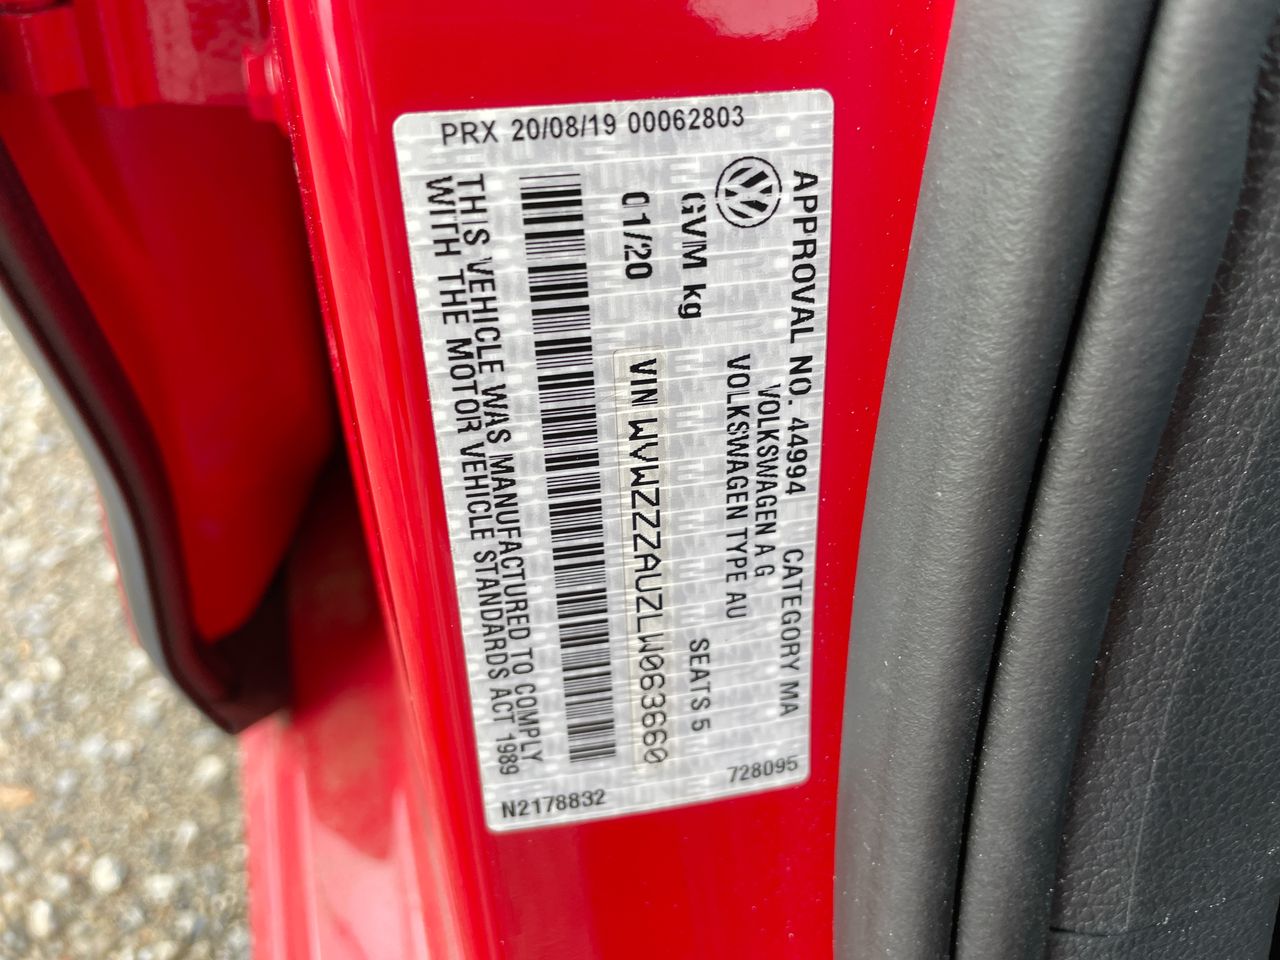 PRX 20/08/19 00062803
APPROVAL NO. 44994 CATEGORY MA
VOLKSWAGEN A G
VOLKSWAGEN TYPE AU
GVM kg SEATS 5
01/20 VIN WVWZZZAUZLW063660
THIS VEHICLE WAS MANUFACTURED TO COMPLY
WITH THE MOTOR VEHICLE STANDARDS ACT 1989
N2178832 728095